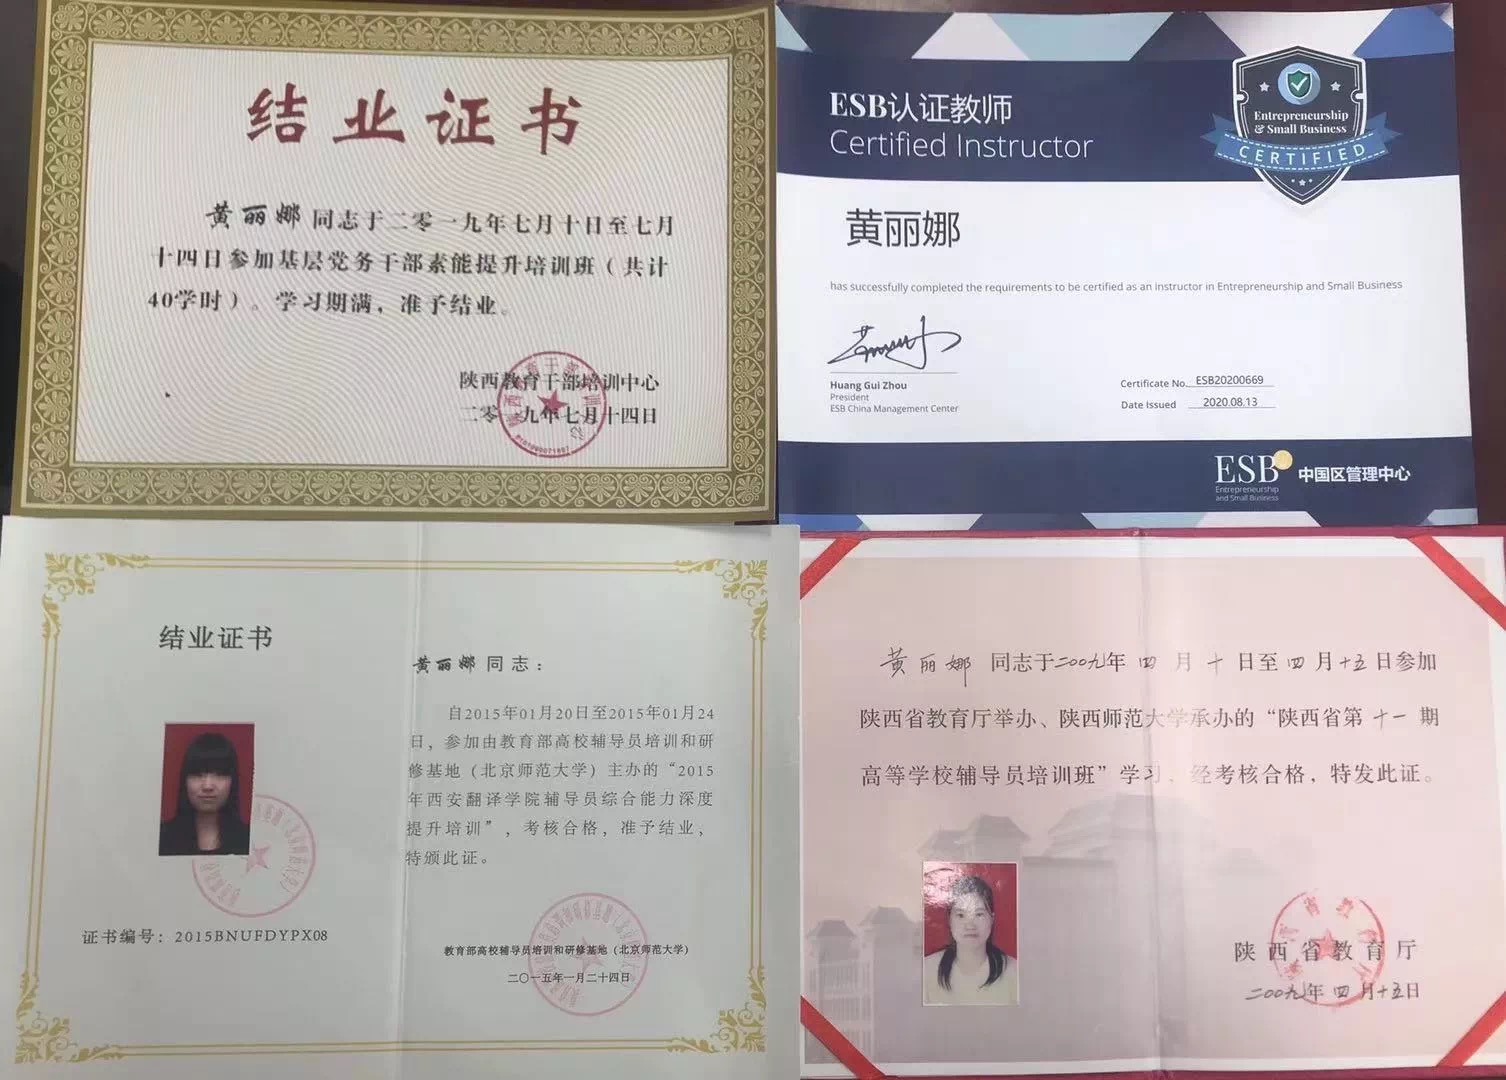 结业证书
黄丽娜同志于二零一九年七月十日至七月
十四日参加基层党务干部素能提升培训班（共计
40学时）。学习期满，准予结业。
陕西教育干部培训中心
二零一九年七月十四日
ESB认证教师
Certified Instructor
Entrepreneurship
& Small Business
CERTIFIED
黄丽娜
has successfully completed the requirements to be certified as an instructor in Entrepreneurship and Small Business
Huang Gui Zhou
President
ESB China Management Center
Certificate No. ESB20200669
Date Issued 2020.08.13
ESB
Entrepreneurship
and Small Business
中国区管理中心
结业证书
证书编号：2015BNUFDYPX08
黄丽娜同志：
自2015年01月20日至2015年01月24
日，参加由教育部高校辅导员培训和研
修基地（北京师范大学）主办的“2015
年西安翻译学院辅导员综合能力深度
提升培训”，考核合格，准予结业，
特颁此证。
教育部高校辅导员培训和研修基地（北京师范大学）
二〇一五年一月二十四日
黄丽娜 同志于二00九年 四 月 十 日至四月十五日参加
陕西省教育厅举办、陕西师范大学承办的“陕西省第 十一 期
高等学校辅导员培训班”学习，经考核合格，特发此证。
陕西省教育厅
二00九年 四 月十五日